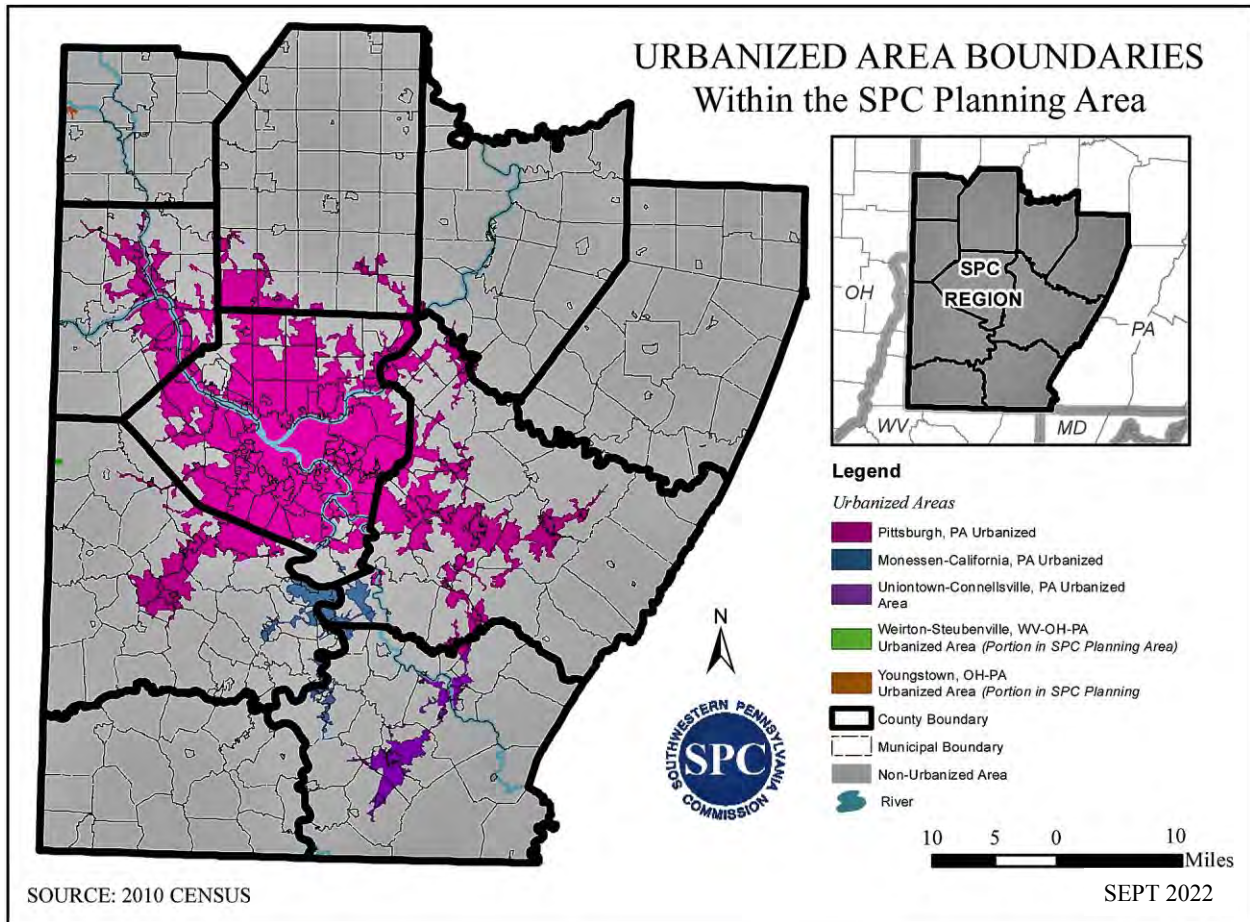 URBANIZED AREA BOUNDARIES
Within the SPC Planning Area
OH
SPC
REGION
PA
WV
MD
Legend
Urbanized Areas
Pittsburgh, PA Urbanized
Monessen-California, PA Urbanized
Uniontown-Connellsville, PA Urbanized
Area
Weirton-Steubenville, WV-OH-PA
Urbanized Area (Portion in SPC Planning Area)
Youngstown, OH-PA
Urbanized Area (Portion in SPC Planning
County Boundary
Municipal Boundary
Non-Urbanized Area
River
N
SOUTHWESTERN PENNSYLVANIA
SPC
COMMISSION
10 5 0 10
Miles
SOURCE: 2010 CENSUS
SEPT 2022